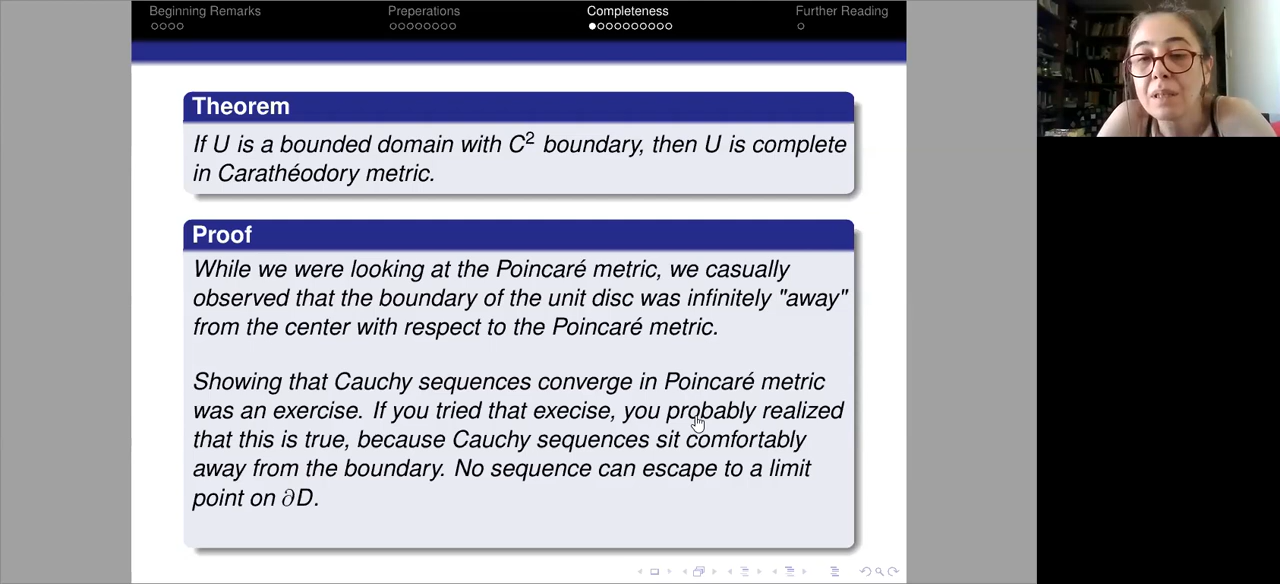 Beginning Remarks
Preperations
Completeness
Further Reading
Theorem
If U is a bounded domain with C² boundary, then U is complete
in Carathéodory metric.
Proof
While we were looking at the Poincaré metric, we casually
observed that the boundary of the unit disc was infinitely "away"
from the center with respect to the Poincaré metric.
Showing that Cauchy sequences converge in Poincaré metric
was an exercise. If you tried that execise, you probably realized
that this is true, because Cauchy sequences sit comfortably
away from the boundary. No sequence can escape to a limit
point on ∂D.